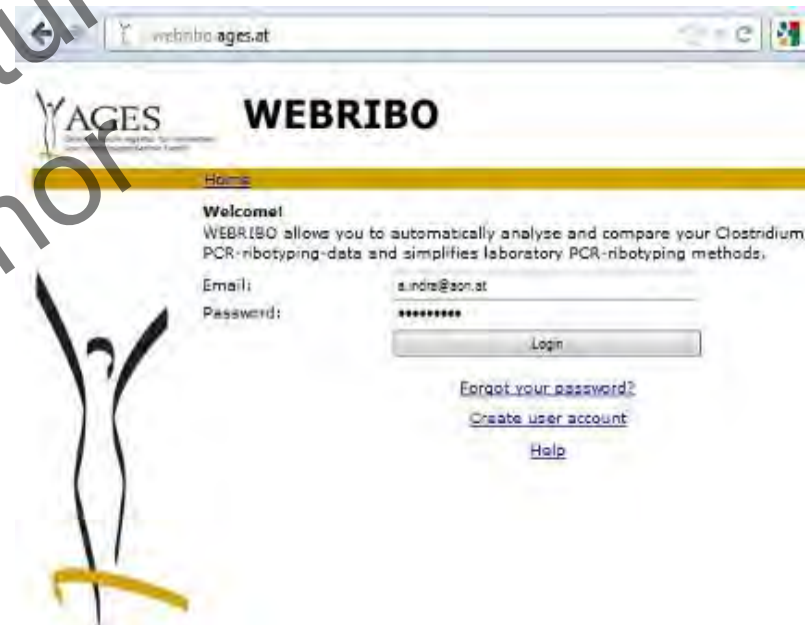 webribo.ages.at
AGES
WEBRIBO
Home
Welcome!
WEBRIBO allows you to automatically analyse and compare your Clostridium
PCR-ribotyping-data and simplifies laboratory PCR-ribotyping methods.
Email: a.indra@aon.at
Password: •••••••••
Login
Forgot your password?
Create user account
Help